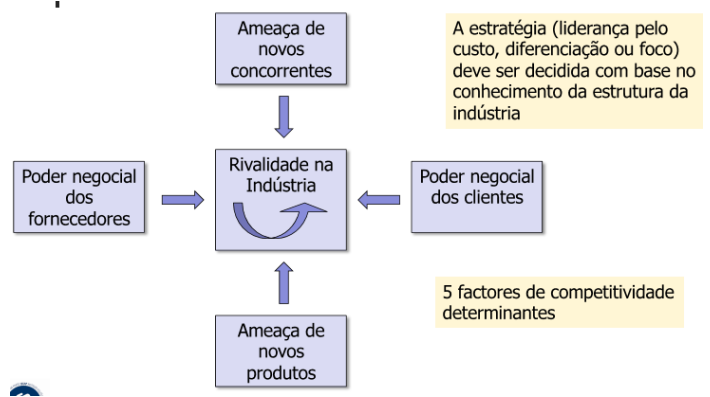 Ameaça de
novos
concorrentes
A estratégia (liderança pelo
custo, diferenciação ou foco)
deve ser decidida com base no
conhecimento da estrutura da
indústria
Poder negocial
dos
fornecedores
Rivalidade na
Indústria
Poder negocial
dos clientes
5 factores de competitividade
determinantes
Ameaça de
novos
produtos